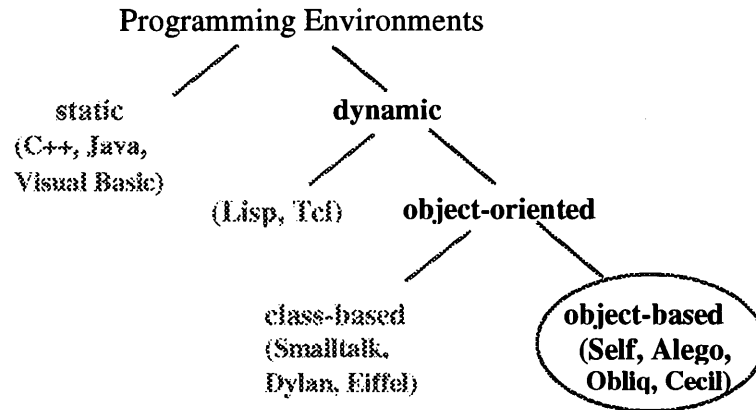 Programming Environments
static
(C++, Java,
Visual Basic)
dynamic
(Lisp, Tcl)
object-oriented
class-based
(Smalltalk,
Dylan, Eiffel)
object-based
(Self, Alego,
Obliq, Cecil)